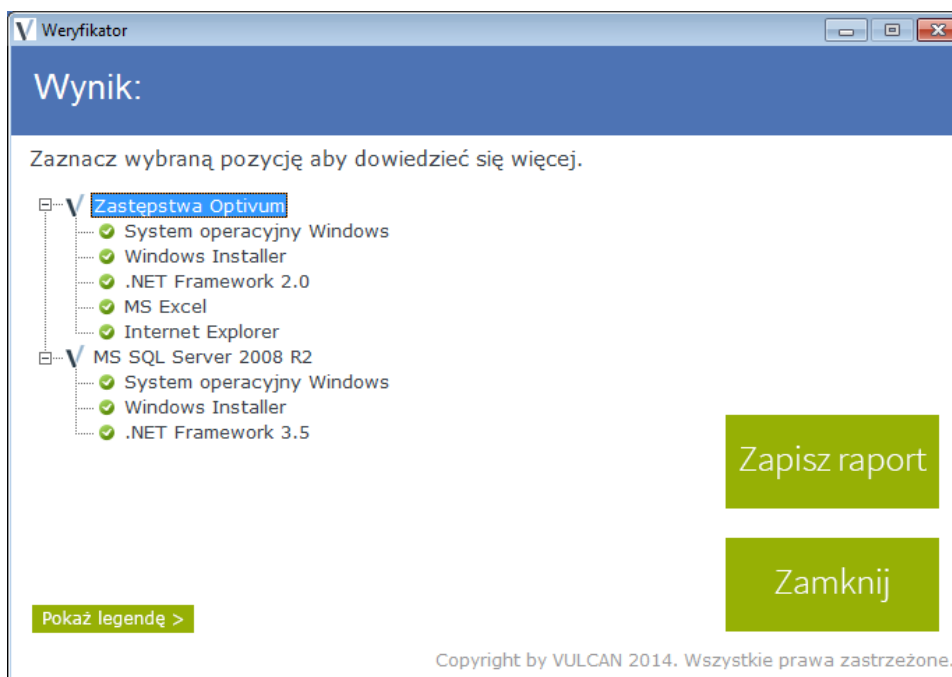 Weryfikator
Wynik:
Zaznacz wybraną pozycję aby dowiedzieć się więcej.
Zastępstwa Optivum
System operacyjny Windows
Windows Installer
.NET Framework 2.0
MS Excel
Internet Explorer
MS SQL Server 2008 R2
System operacyjny Windows
Windows Installer
.NET Framework 3.5
Zapisz raport
Zamknij
Pokaż legendę >
Copyright by VULCAN 2014. Wszystkie prawa zastrzeżone.